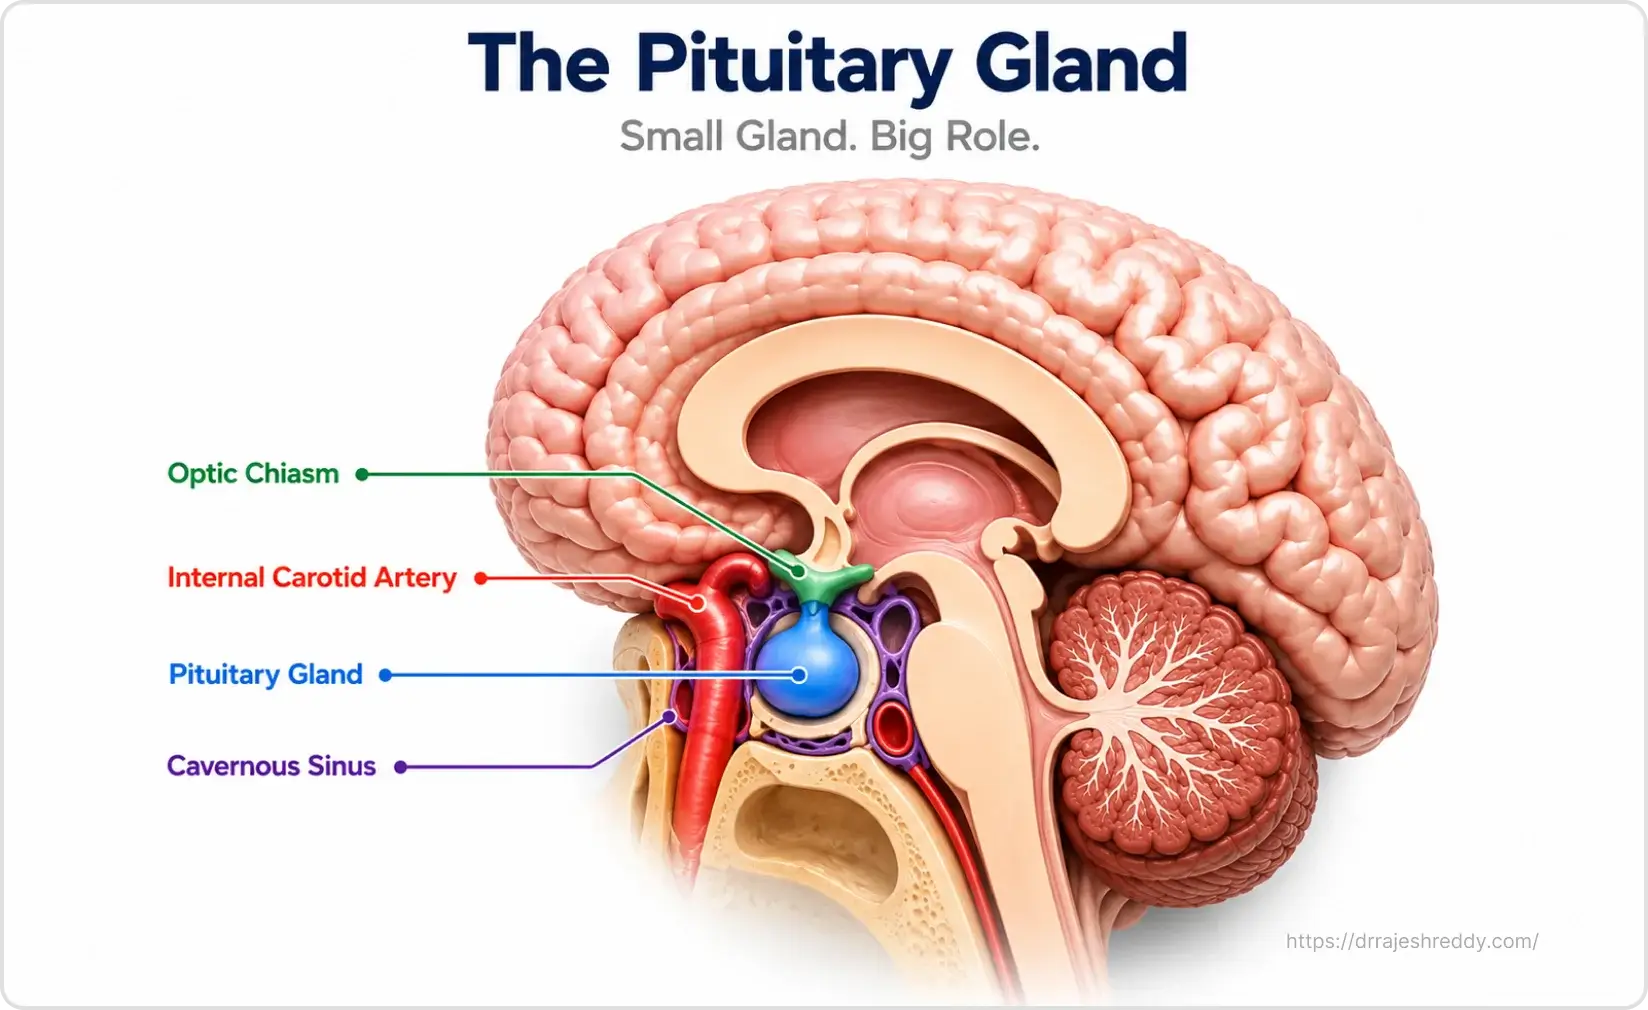 The Pituitary Gland
Small Gland. Big Role.
Optic Chiasm
Internal Carotid Artery
Pituitary Gland
Cavernous Sinus
https://drrajeshreddy.com/